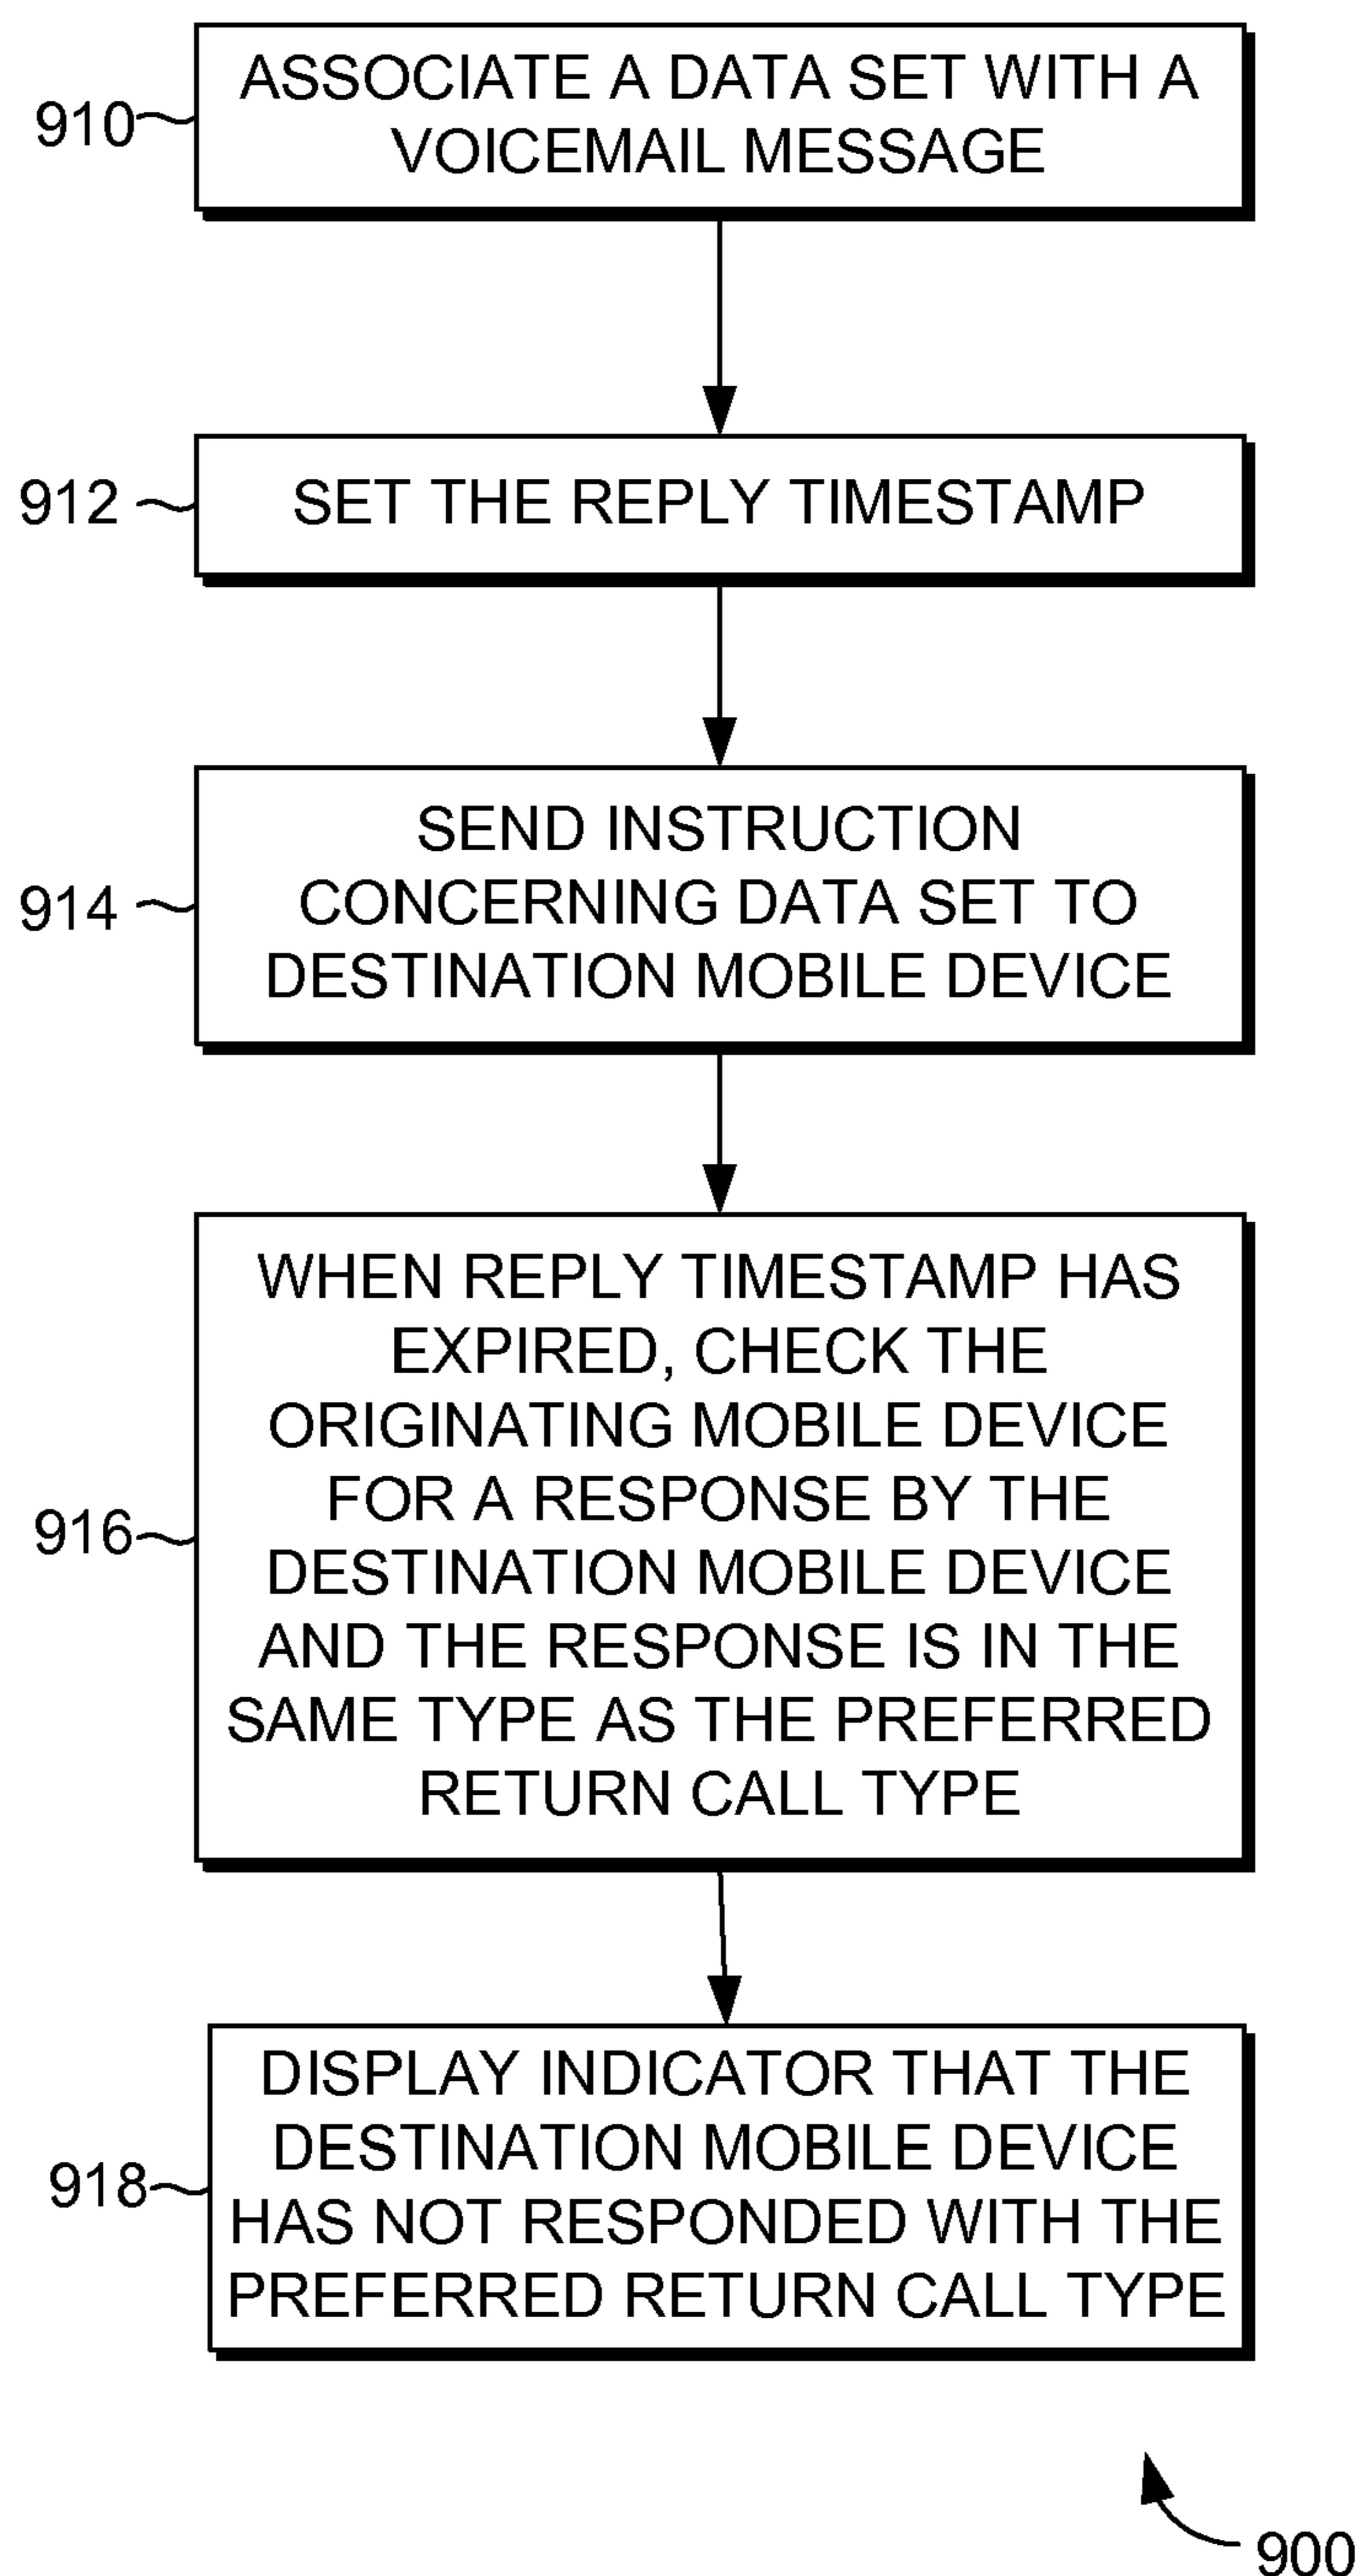 910
ASSOCIATE A DATA SET WITH A
VOICEMAIL MESSAGE
912
SET THE REPLY TIMESTAMP
914
SEND INSTRUCTION
CONCERNING DATA SET TO
DESTINATION MOBILE DEVICE
916
WHEN REPLY TIMESTAMP HAS
EXPIRED, CHECK THE
ORIGINATING MOBILE DEVICE
FOR A RESPONSE BY THE
DESTINATION MOBILE DEVICE
AND THE RESPONSE IS IN THE
SAME TYPE AS THE PREFERRED
RETURN CALL TYPE
918
DISPLAY INDICATOR THAT THE
DESTINATION MOBILE DEVICE
HAS NOT RESPONDED WITH THE
PREFERRED RETURN CALL TYPE
900